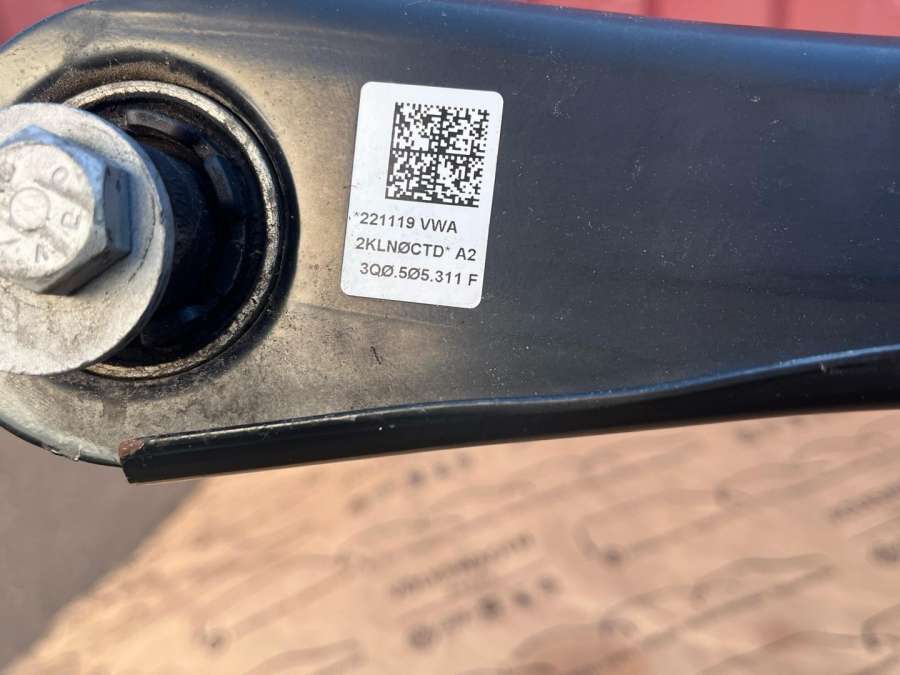 *221119 VWA
2KLNØCTD* A2
3QØ.5Ø5.311 F